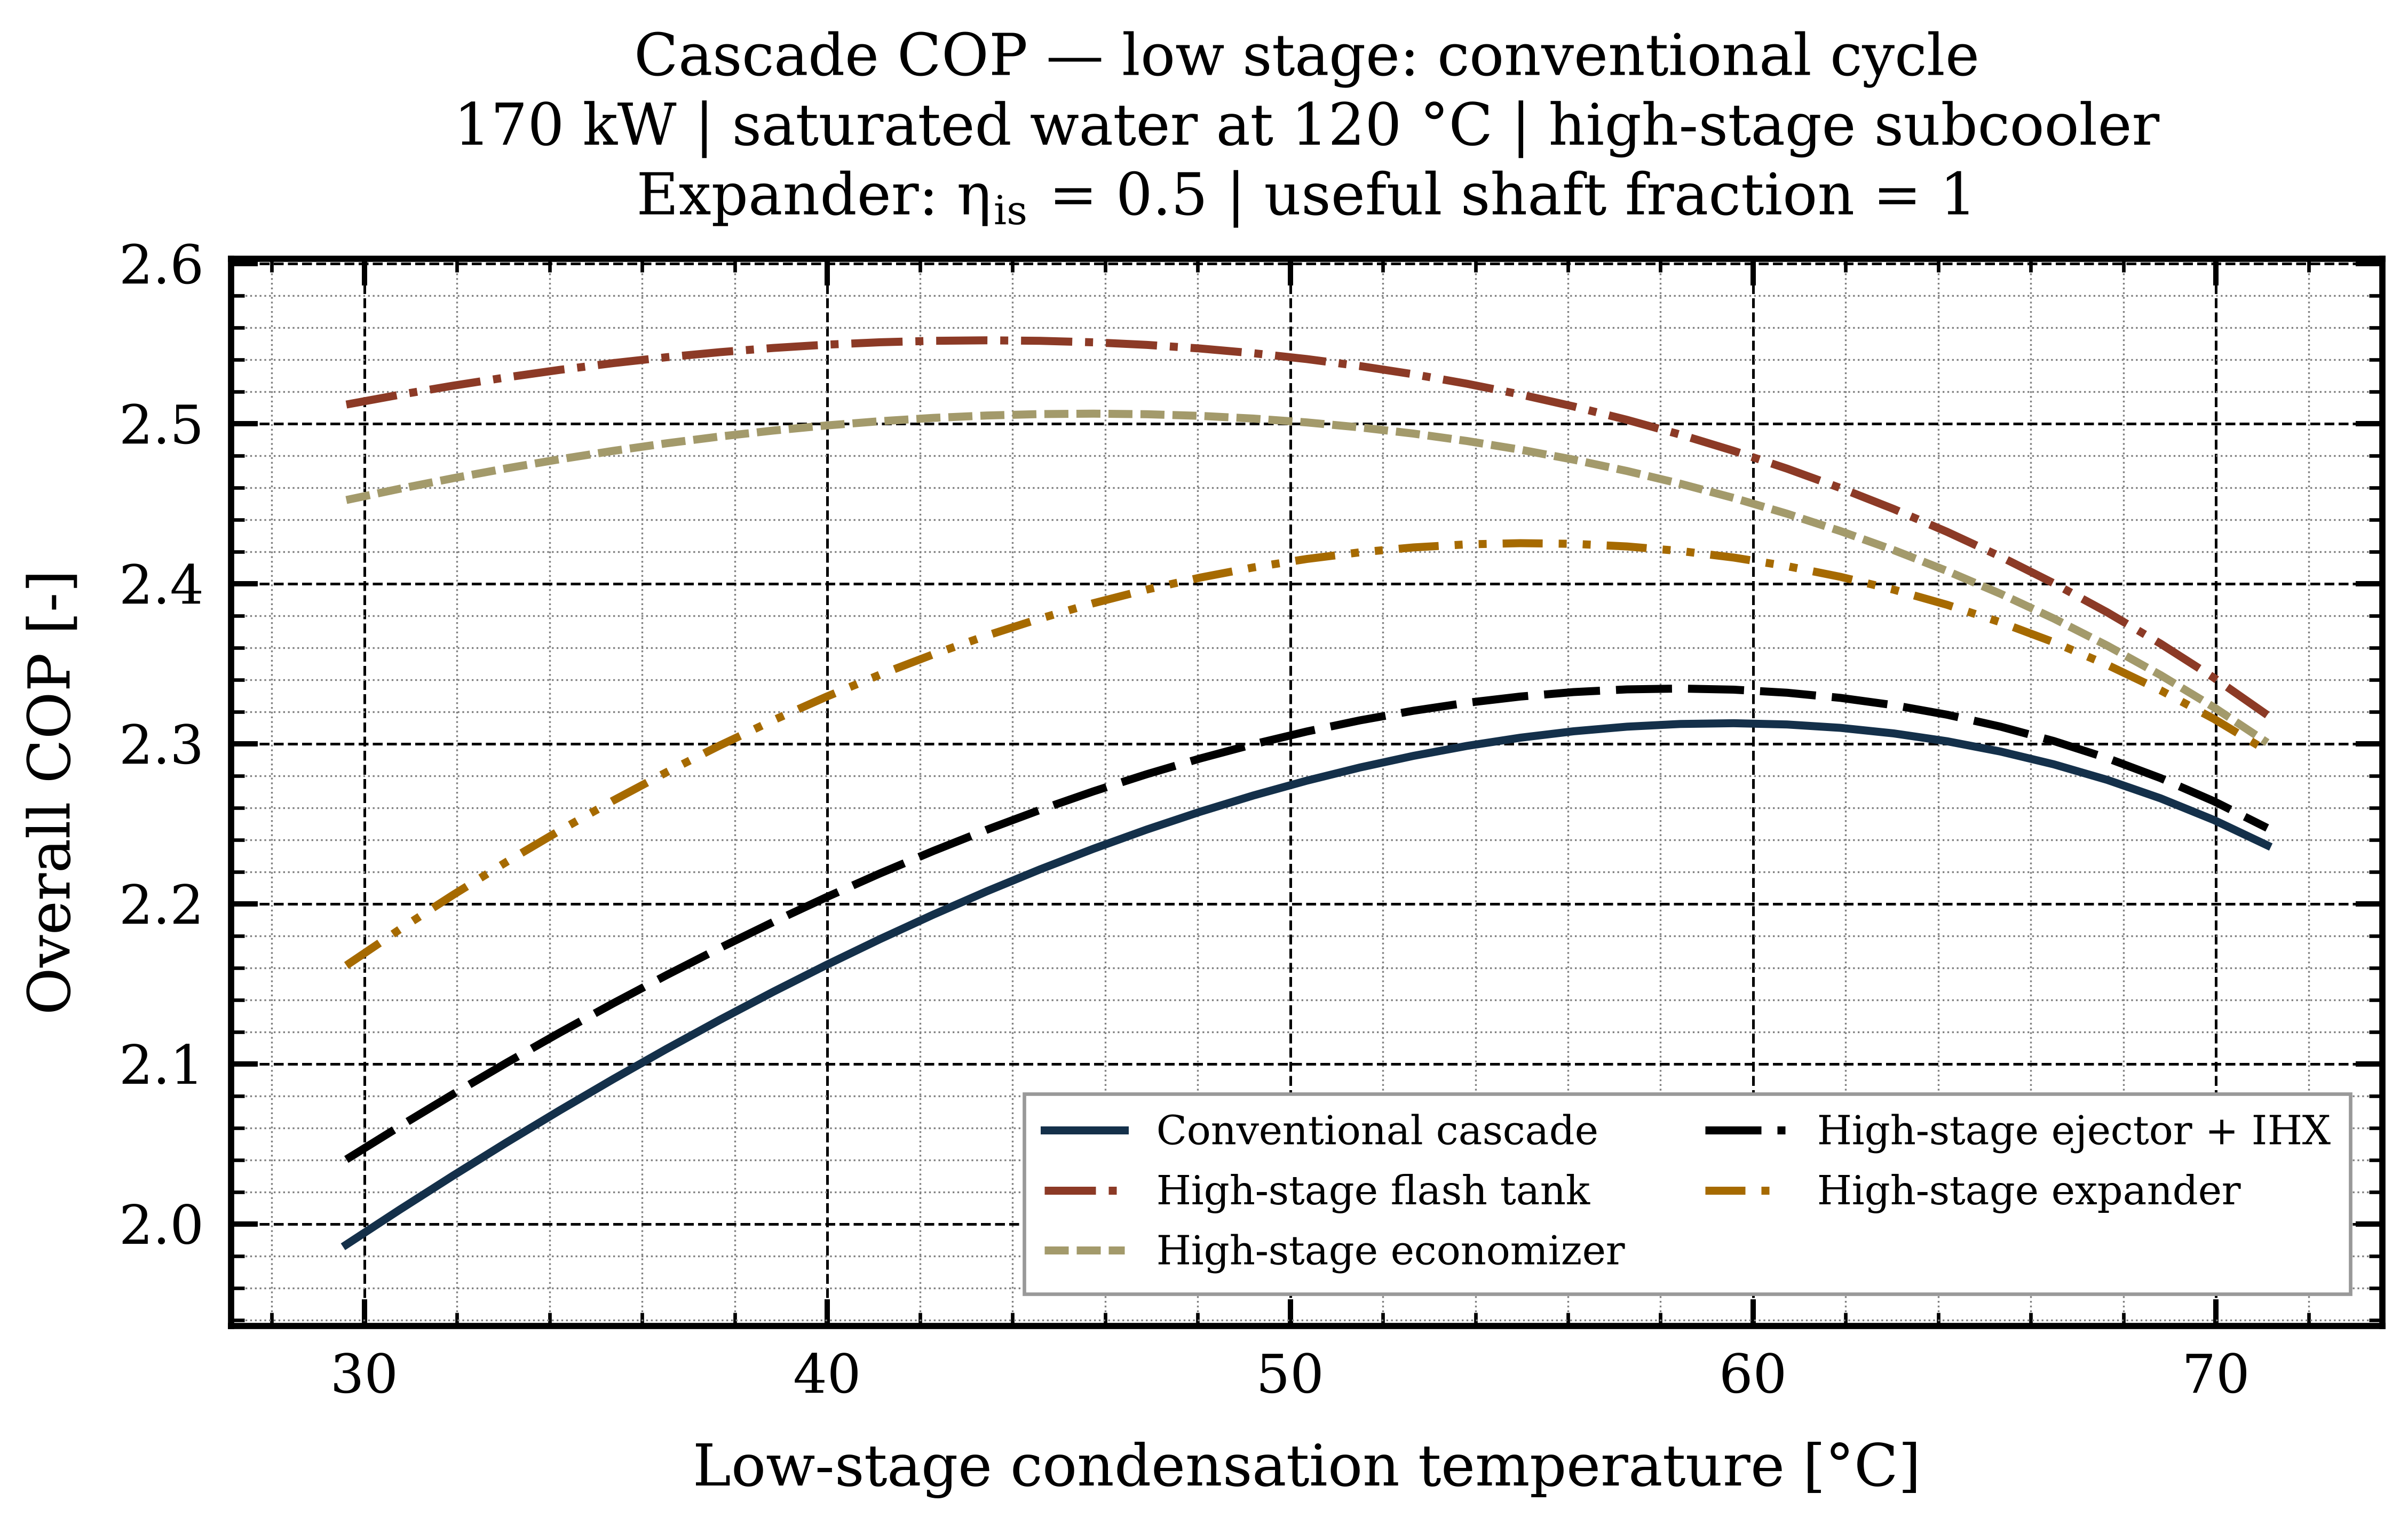 Cascade COP — low stage: conventional cycle
170 kW | saturated water at 120 °C | high-stage subcooler
Expander: ηis = 0.5 | useful shaft fraction = 1
Overall COP [-]
2.6
2.5
2.4
2.3
2.2
2.1
2.0
Conventional cascade
High-stage flash tank
High-stage economizer
High-stage ejector + IHX
High-stage expander
30 40 50 60 70
Low-stage condensation temperature [°C]